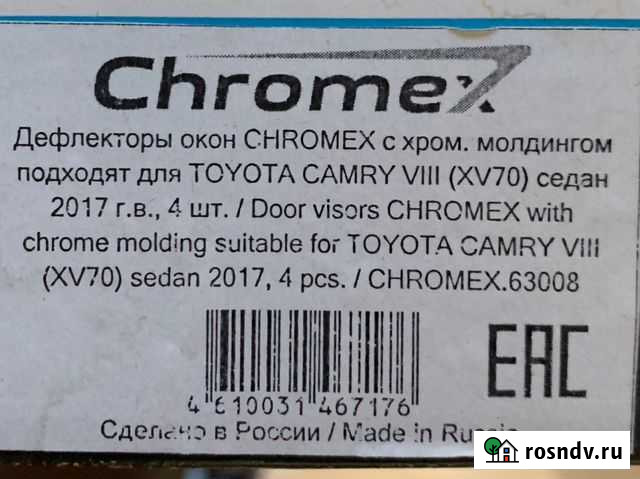 Chromex
Дефлекторы окон CHROMEX с хром. молдингом
подходят для TOYOTA CAMRY VIII (XV70) седан
2017 г.в., 4 шт. / Door visors CHROMEX with
chrome molding suitable for TOYOTA CAMRY VIII
(XV70) sedan 2017, 4 pcs. / CHROMEX.63008
EAC
4 610031 467176
Сделано в России / Made in Russia
rosndv.ru